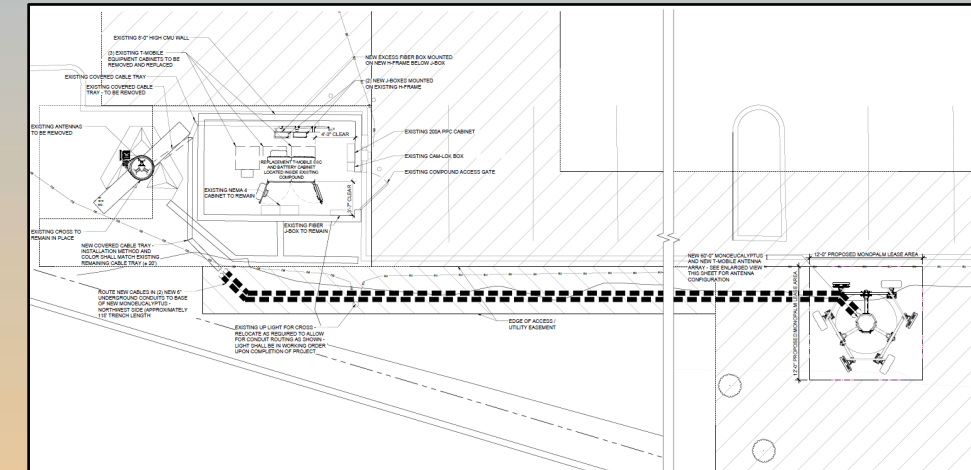 EXISTING 8'-0" HIGH CMU WALL
(3) EXISTING T-MOBILE
EQUIPMENT CABINETS TO BE
REMOVED AND REPLACED
EXISTING COVERED CABLE TRAY
EXISTING COVERED CABLE
TRAY - TO BE REMOVED
EXISTING ANTENNAS
TO BE REMOVED
NEW EXCESS FIBER BOX MOUNTED
ON NEW H-FRAME BELOW J-BOX
(2) NEW J-BOXES MOUNTED
ON EXISTING H-FRAME
4'-3" CLEAR
EXISTING 200A PPC CABINET
EXISTING CAM-LOK BOX
EXISTING COMPOUND ACCESS GATE
REPLACEMENT T-MOBILE SSC
AND BATTERY CABINET
LOCATED INSIDE EXISTING
COMPOUND
EXISTING NEMA 4
CABINET TO REMAIN
3'-7" CLEAR
EXISTING FIBER
J-BOX TO REMAIN
EXISTING CROSS TO
REMAIN IN PLACE
NEW COVERED CABLE TRAY -
INSTALLATION METHOD AND
COLOR SHALL MATCH EXISTING
REMAINING CABLE TRAY (± 20')
ROUTE NEW CABLES IN (2) NEW 6"
UNDERGROUND CONDUITS TO BASE
OF NEW MONOEUCALYPTUS -
NORTHWEST SIDE (APPROXIMATELY
110' TRENCH LENGTH)
EXISTING UP LIGHT FOR CROSS -
RELOCATE AS REQUIRED TO ALLOW
FOR CONDUIT ROUTING AS SHOWN -
LIGHT SHALL BE IN WORKING ORDER
UPON COMPLETION OF PROJECT
EDGE OF ACCESS /
UTILITY EASEMENT
NEW 60'-0" MONOEUCALYPTUS
AND NEW T-MOBILE ANTENNA
ARRAY - SEE ENLARGED VIEW
THIS SHEET FOR ANTENNA
CONFIGURATION
12'-0" PROPOSED MONOPALM LEASE AREA
12'-0" PROPOSED MONOPALM LEASE AREA